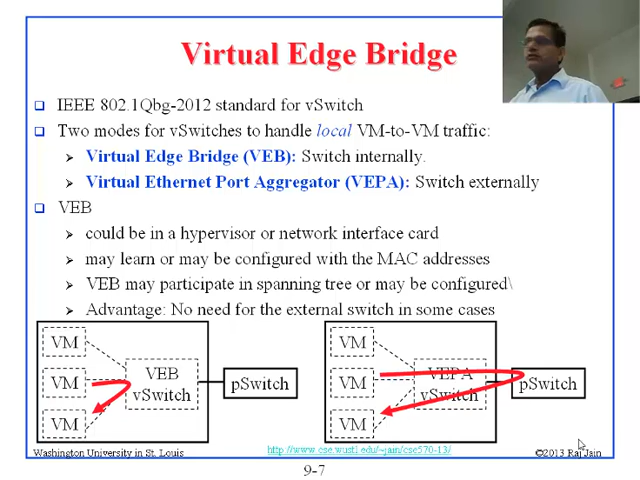 Virtual Edge Bridge
IEEE 802.1Qbg-2012 standard for vSwitch
Two modes for vSwitches to handle local VM-to-VM traffic:
Virtual Edge Bridge (VEB): Switch internally.
Virtual Ethernet Port Aggregator (VEPA): Switch externally
VEB
could be in a hypervisor or network interface card
may learn or may be configured with the MAC addresses
VEB may participate in spanning tree or may be configured\
Advantage: No need for the external switch in some cases
VM
VM
VM
VEB
vSwitch
pSwitch
VM
VM
VM
VEPA
vSwitch
pSwitch
Washington University in St. Louis
http://www.cse.wustl.edu/~jain/cse570-13/
©2013 Raj Jain
9-7